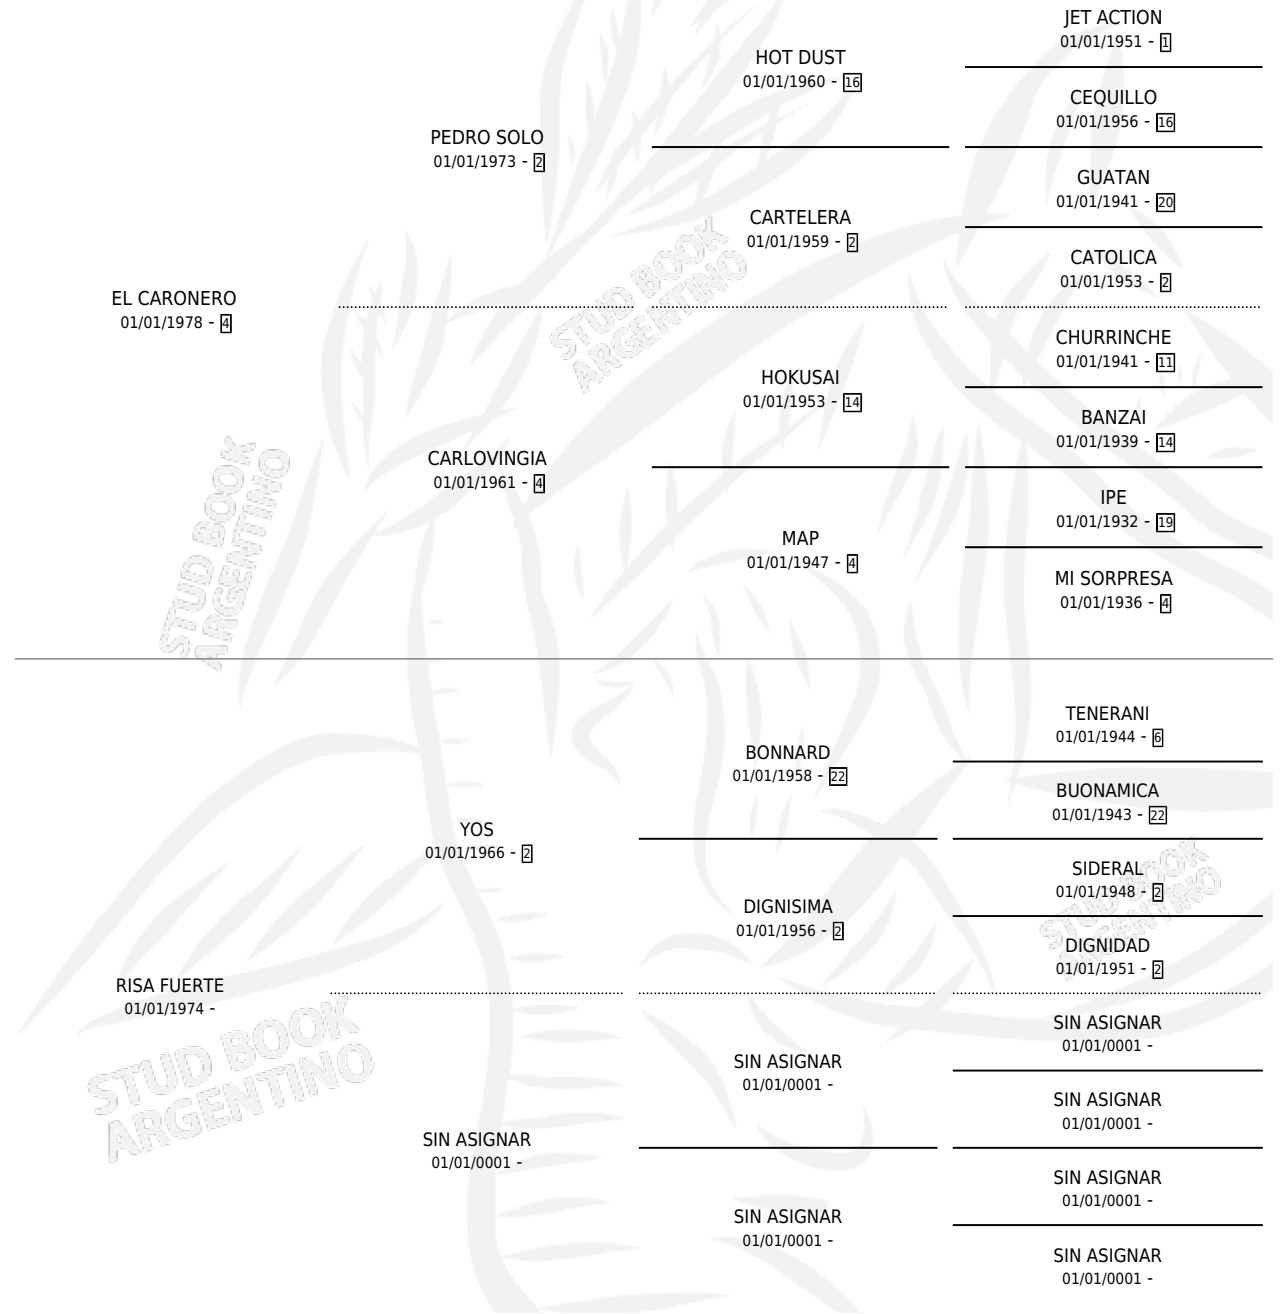 JET ACTION
01/01/1951 - 1
HOT DUST
01/01/1960 - 16
CEQUILLO
01/01/1956 - 16
PEDRO SOLO
01/01/1973 - 2
GUATAN
01/01/1941 - 20
CARTELERA
01/01/1959 - 2
CATOLICA
01/01/1953 - 2
EL CARONERO
01/01/1978 - 4
CHURRINCHE
01/01/1941 - 11
HOKUSAI
01/01/1953 - 14
BANZAI
01/01/1939 - 14
CARLOVINGIA
01/01/1961 - 4
IPE
01/01/1932 - 19
MAP
01/01/1947 - 4
MI SORPRESA
01/01/1936 - 4
TENERANI
01/01/1944 - 6
BONNARD
01/01/1958 - 22
BUONAMICA
01/01/1943 - 22
YOS
01/01/1966 - 2
SIDERAL
01/01/1948 - 2
DIGNISIMA
01/01/1956 - 2
DIGNIDAD
01/01/1951 - 2
RISA FUERTE
01/01/1974 -
SIN ASIGNAR
01/01/0001 -
SIN ASIGNAR
01/01/0001 -
SIN ASIGNAR
01/01/0001 -
SIN ASIGNAR
01/01/0001 -
SIN ASIGNAR
01/01/0001 -
SIN ASIGNAR
01/01/0001 -
SIN ASIGNAR
01/01/0001 -
STUD BOOK
ARGENTINO
STUD BOOK
ARGENTINO
STUD BOOK
ARGENTINO
STUD BOOK
ARGENTINO